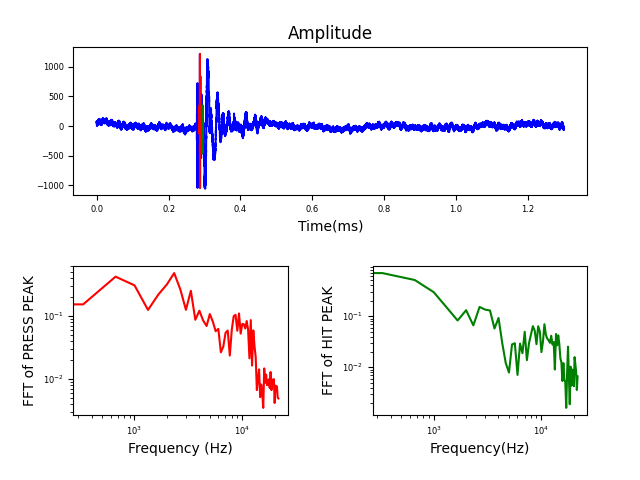 Amplitude
1000
500
0
−500
−1000
0.0 0.2 0.4 0.6 0.8 1.0 1.2
Time(ms)
FFT of PRESS PEAK
10⁻¹
10⁻²
10³ 10⁴
Frequency (Hz)
FFT of HIT PEAK
10⁻¹
10⁻²
10³ 10⁴
Frequency(Hz)